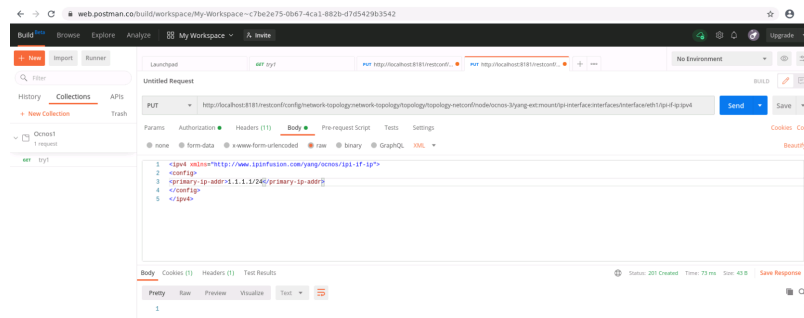 web.postman.co/build/workspace/My-Workspace~c7be2e75-0b67-4ca1-882b-d7d5429b3542
Build Beta Browse Explore Analyze My Workspace Invite Upgrade
+ New Import Runner
Launchpad GET try1 PUT http://localhost:8181/restconf/... PUT http://localhost:8181/restconf/... + No Environment
Filter
Untitled Request BUILD
History Collections APIs
PUT http://localhost:8181/restconf/config/network-topology:network-topology/topology/topology-netconf/node/ocnos-3/yang-ext:mount/ipi-interface:interfaces/interface/eth1/ipi-if-ip:ipv4 Send Save
+ New Collection Trash
Params Authorization Headers (11) Body Pre-request Script Tests Settings Cookies Co
Ocnos1
1 request
none form-data x-www-form-urlencoded raw binary GraphQL XML Beautify
GET try1
1 <ipv4 xmlns="http://www.ipinfusion.com/yang/ocnos/ipi-if-ip">
2 <config>
3 <primary-ip-addr>1.1.1.1/24</primary-ip-addr>
4 </config>
5 </ipv4>
Body Cookies (1) Headers (1) Test Results Status: 201 Created Time: 73 ms Size: 43 B Save Response
Pretty Raw Preview Visualize Text
1